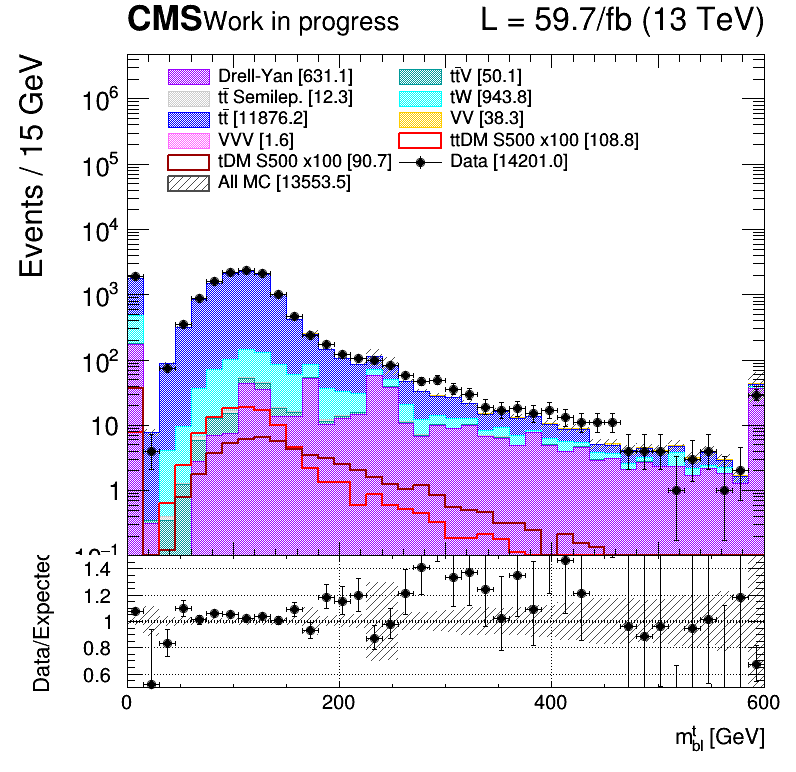 CMS Work in progress L = 59.7/fb (13 TeV)
Events / 15 GeV
Drell-Yan [631.1] tt̄V [50.1]
tt̄ Semilep. [12.3] tW [943.8]
tt̄ [11876.2] VV [38.3]
VVV [1.6] ttDM S500 x100 [108.8]
tDM S500 x100 [90.7] Data [14201.0]
All MC [13553.5]
10⁶
10⁵
10⁴
10³
10²
10
1
10⁻¹
Data/Expected
1.4
1.2
1
0.8
0.6
0 200 400 600
m^t_bl [GeV]